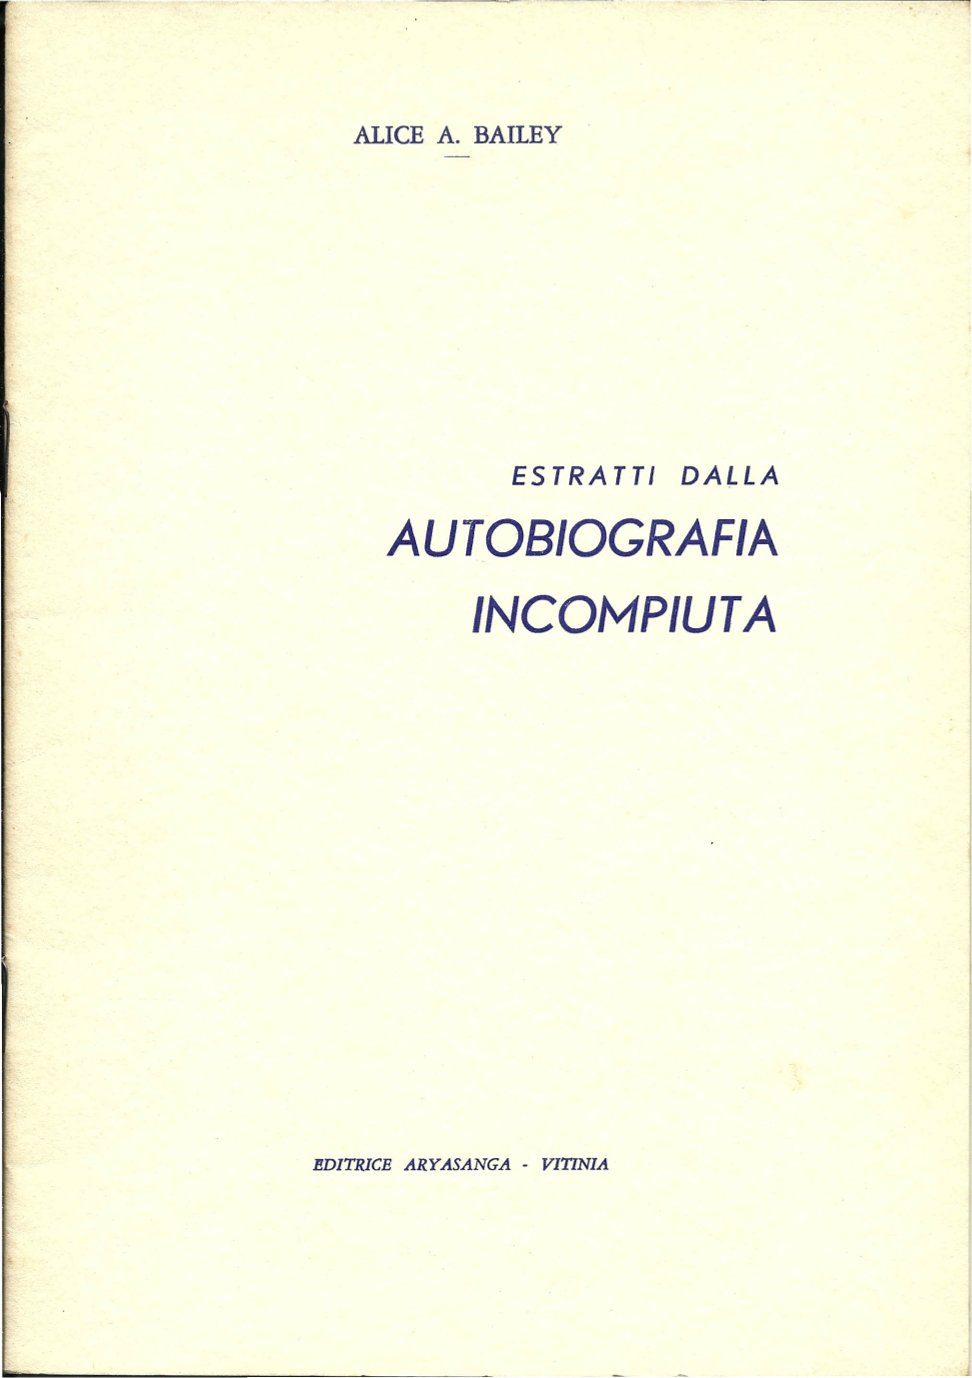 ALICE A. BAILEY
ESTRATTI DALLA
AUTOBIOGRAFIA
INCOMPIUTA
EDITRICE ARYASANGA - VITINIA